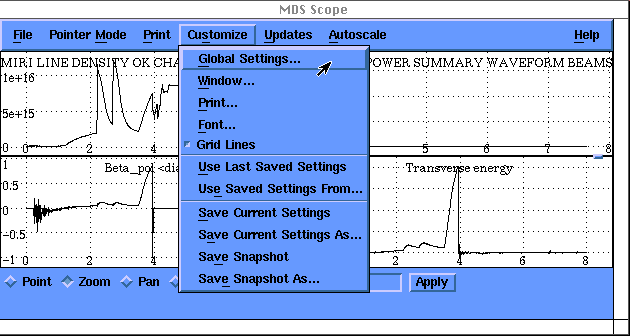 MDS Scope
File Pointer Mode Print Customize Updates Autoscale Help
MIRI LINE DENSITY OK CHA
POWER SUMMARY WAVEFORM BEAMS
1e+16
5e+15
0
0 2 4
5 6 7 8
Global Settings...
Window...
Print...
Font...
Grid Lines
Use Last Saved Settings
Use Saved Settings From...
Save Current Settings
Save Current Settings As...
Save Snapshot
Save Snapshot As...
Beta_pol <dia
Transverse energy
1
0.5
0
-0.5
-1
0 2 4
2 4 6 8
Point Zoom Pan Apply